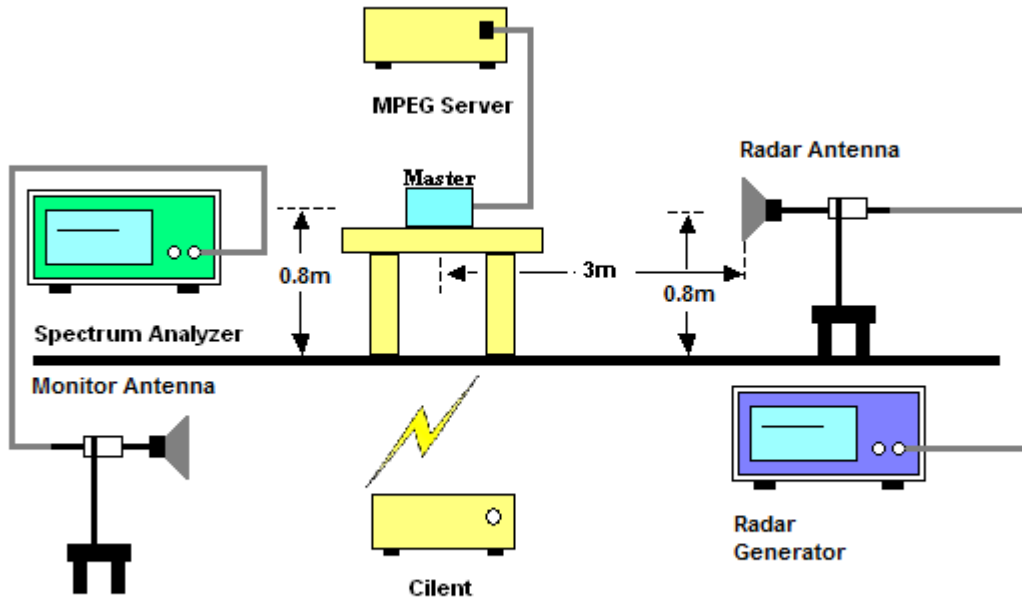 MPEG Server
Radar Antenna
Master
0.8m
3m
0.8m
Spectrum Analyzer
Monitor Antenna
Radar
Generator
Cilent